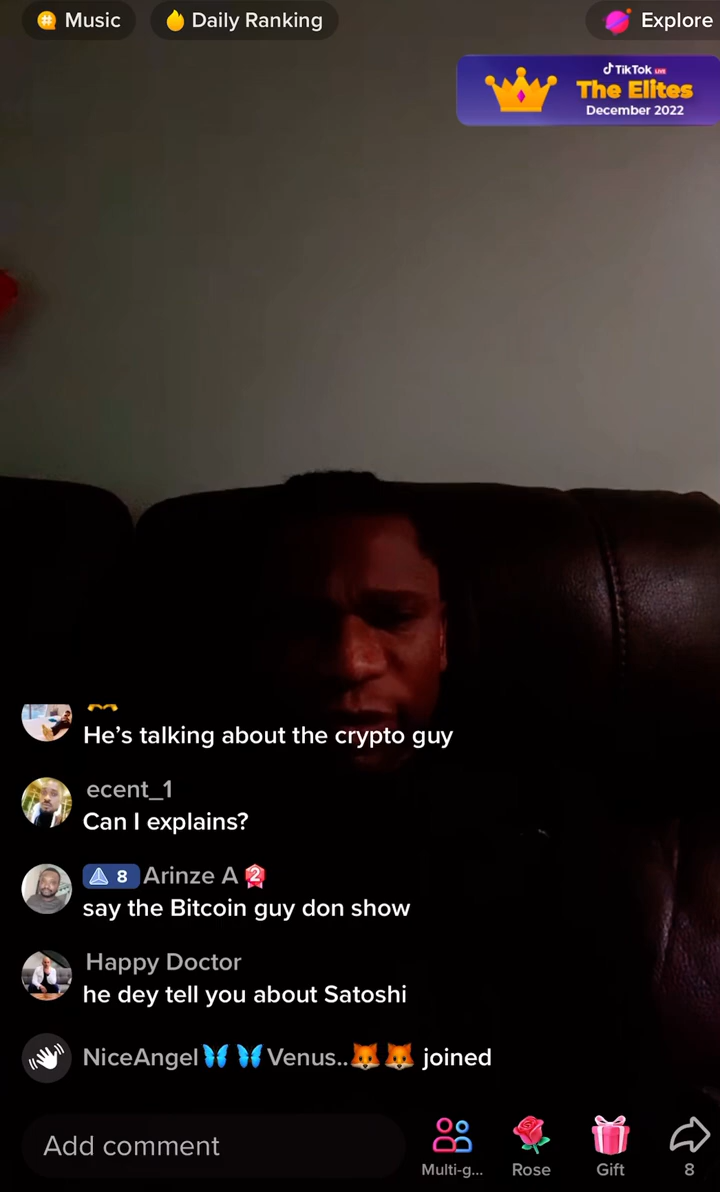 Music
Daily Ranking
Explore
TikTok LIVE
The Elites
December 2022
He's talking about the crypto guy
ecent_1
Can I explains?
8 Arinze A 2
say the Bitcoin guy don show
Happy Doctor
he dey tell you about Satoshi
NiceAngel🦋🦋Venus..🦊🦊 joined
Add comment
Multi-g...
Rose
Gift
8